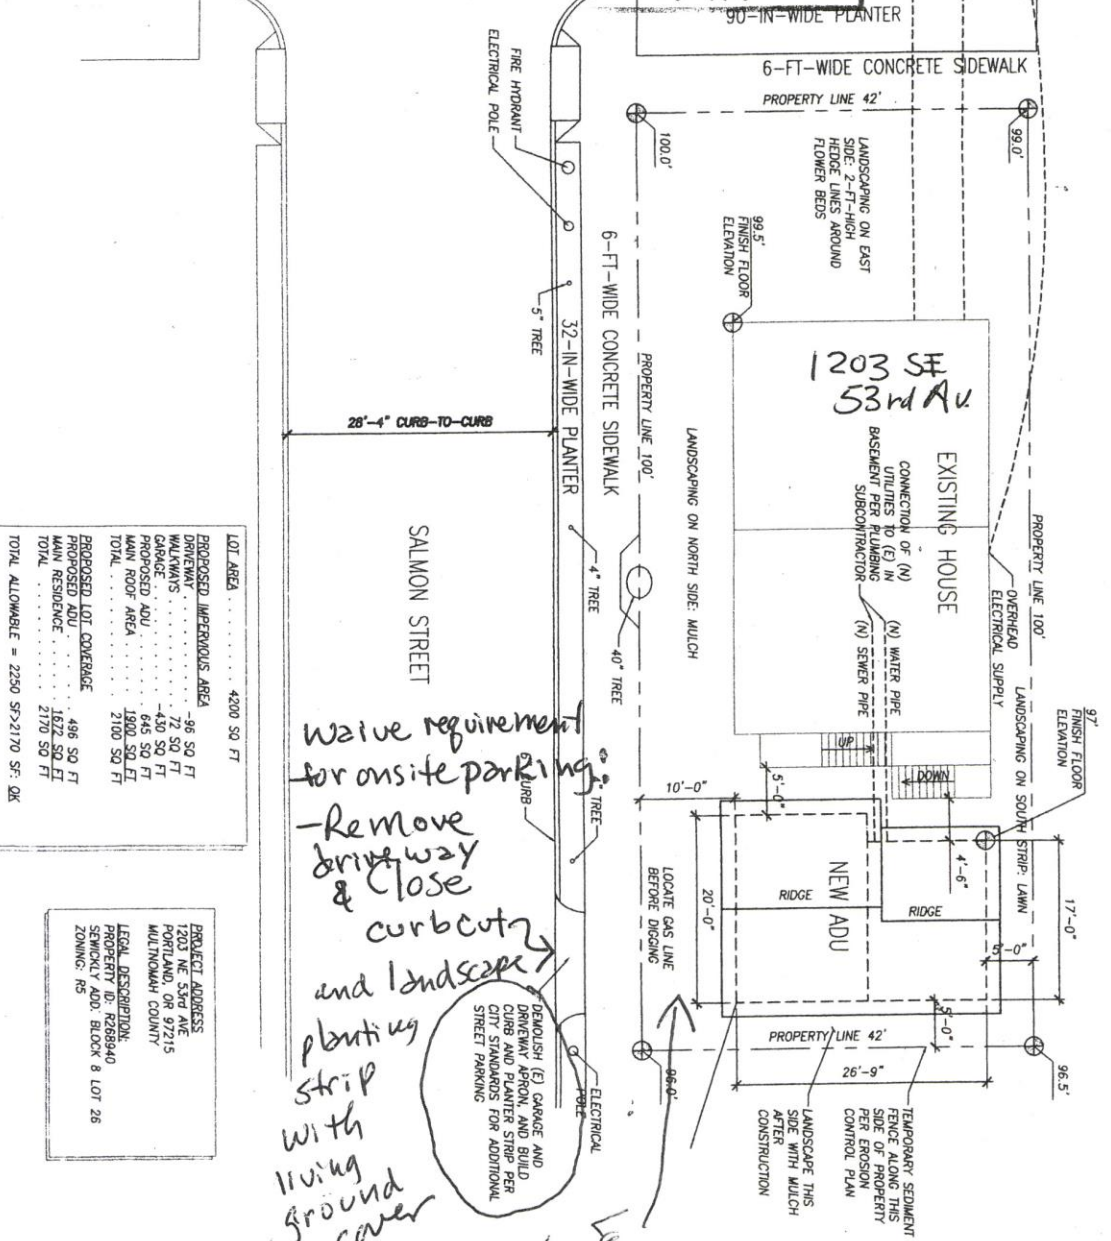 90-IN-WIDE PLANTER
6-FT-WIDE CONCRETE SIDEWALK
PROPERTY LINE 42'
100.0'
99.0'
FIRE HYDRANT
ELECTRICAL POLE
LANDSCAPING ON EAST
SIDE: 2-FT-HIGH
HEDGE LINES AROUND
FLOWER BEDS
99.5'
FINISH FLOOR
ELEVATION
5" TREE
6-FT-WIDE CONCRETE SIDEWALK
32-IN-WIDE PLANTER
PROPERTY LINE 100'
28'-4" CURB-TO-CURB
1203 SE
53rd Av.
EXISTING HOUSE
CONNECTION OF (N)
UTILITIES TO (E) IN
BASEMENT PER PLUMBING
SUBCONTRACTOR
LANDSCAPING ON NORTH SIDE: MULCH
PROPERTY LINE 100'
OVERHEAD
ELECTRICAL SUPPLY
(N) WATER PIPE
(N) SEWER PIPE
4" TREE
40" TREE
SALMON STREET
LANDSCAPING ON SOUTH STRIP: LAWN
97'
FINISH FLOOR
ELEVATION
UP
DOWN
10'-0"
5'-0"
4'-6"
17'-0"
5'-0"
20'-0"
RIDGE
RIDGE
NEW ADU
5'-0"
26'-9"
PROPERTY LINE 42'
96.0'
96.5'
LOCATE GAS LINE
BEFORE DIGGING
" TREE
CURB
waive requirement
for onsite parking.
-Remove
driveway
& Close
curbcut
and landscape
planting
strip
with
living
ground
cover
DEMOLISH (E) GARAGE AND
DRIVEWAY APRON, AND BUILD
CURB AND PLANTER STRIP PER
CITY STANDARDS FOR ADDITIONAL
STREET PARKING
ELECTRICAL
POLE
LANDSCAPE THIS
SIDE WITH MULCH
AFTER
CONSTRUCTION
TEMPORARY SEDIMENT
FENCE ALONG THIS
SIDE OF PROPERTY
PER EROSION
CONTROL PLAN
LOT AREA . . . . . . . 4200 SQ FT
PROPOSED IMPERVIOUS AREA
DRIVEWAY . . . . . . . -96 SQ FT
WALKWAYS . . . . . . . 72 SQ FT
GARAGE . . . . . . . -430 SQ FT
PROPOSED ADU . . . . . . . 645 SQ FT
MAIN ROOF AREA . . . . . . . 1900 SQ FT
TOTAL . . . . . . . 2100 SQ FT
PROPOSED LOT COVERAGE
PROPOSED ADU . . . . . . . 496 SQ FT
MAIN RESIDENCE . . . . . . . 1672 SQ FT
TOTAL . . . . . . . 2170 SQ FT
TOTAL ALLOWABLE = 2250 SF>2170 SF: OK
PROJECT ADDRESS
1203 NE 53rd AVE
PORTLAND, OR 97215
MULTNOMAH COUNTY
LEGAL DESCRIPTION:
PROPERTY ID: R268940
SEWICKLY ADD, BLOCK 8 LOT 26
ZONING: R5